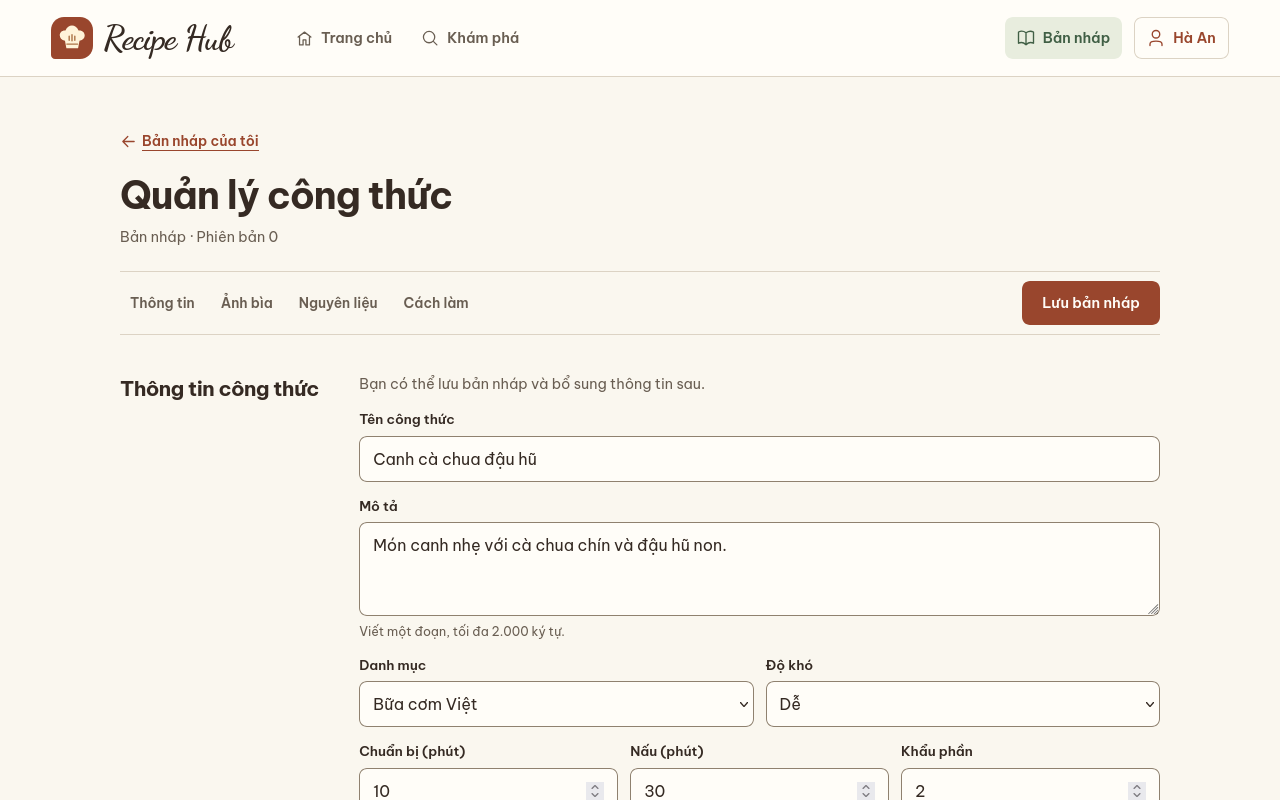 Recipe Hub
Trang chủ
Khám phá
Bản nháp
Hà An
Bản nháp của tôi
Quản lý công thức
Bản nháp · Phiên bản 0
Thông tin
Ảnh bìa
Nguyên liệu
Cách làm
Lưu bản nháp
Thông tin công thức
Bạn có thể lưu bản nháp và bổ sung thông tin sau.
Tên công thức
Canh cà chua đậu hũ
Mô tả
Món canh nhẹ với cà chua chín và đậu hũ non.
Viết một đoạn, tối đa 2.000 ký tự.
Danh mục
Độ khó
Bữa cơm Việt
Dễ
Chuẩn bị (phút)
Nấu (phút)
Khẩu phần
10
30
2